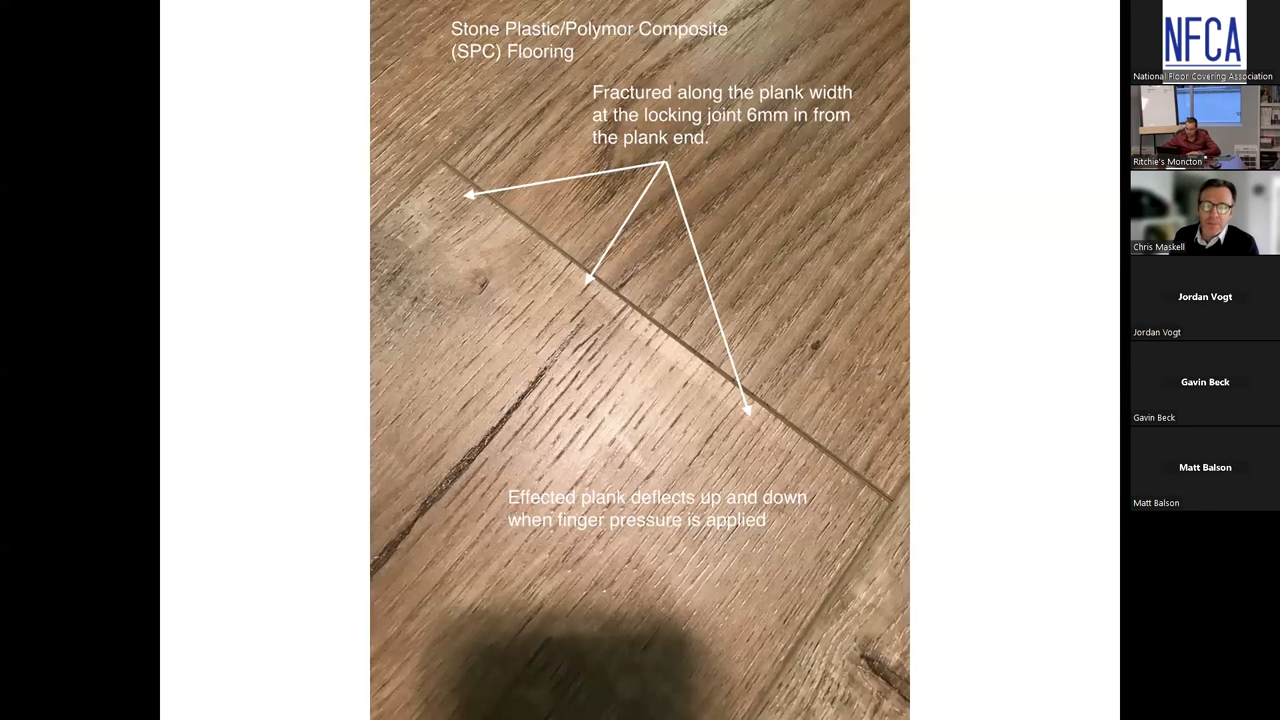 Stone Plastic/Polymor Composite
(SPC) Flooring
Fractured along the plank width
at the locking joint 6mm in from
the plank end.
Effected plank deflects up and down
when finger pressure is applied
NFCA
National Floor Covering Association
Ritchie's Moncton
Chris Maskell
Jordan Vogt
Jordan Vogt
Gavin Beck
Gavin Beck
Matt Balson
Matt Balson